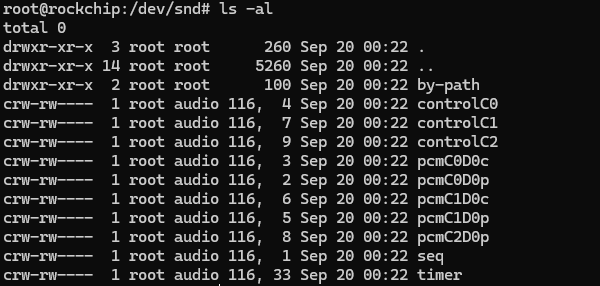 root@rockchip:/dev/snd# ls -al
total 0
drwxr-xr-x  3 root root      260 Sep 20 00:22 .
drwxr-xr-x 14 root root     5260 Sep 20 00:22 ..
drwxr-xr-x  2 root root      100 Sep 20 00:22 by-path
crw-rw----  1 root audio 116,  4 Sep 20 00:22 controlC0
crw-rw----  1 root audio 116,  7 Sep 20 00:22 controlC1
crw-rw----  1 root audio 116,  9 Sep 20 00:22 controlC2
crw-rw----  1 root audio 116,  3 Sep 20 00:22 pcmC0D0c
crw-rw----  1 root audio 116,  2 Sep 20 00:22 pcmC0D0p
crw-rw----  1 root audio 116,  6 Sep 20 00:22 pcmC1D0c
crw-rw----  1 root audio 116,  5 Sep 20 00:22 pcmC1D0p
crw-rw----  1 root audio 116,  8 Sep 20 00:22 pcmC2D0p
crw-rw----  1 root audio 116,  1 Sep 20 00:22 seq
crw-rw----  1 root audio 116, 33 Sep 20 00:22 timer